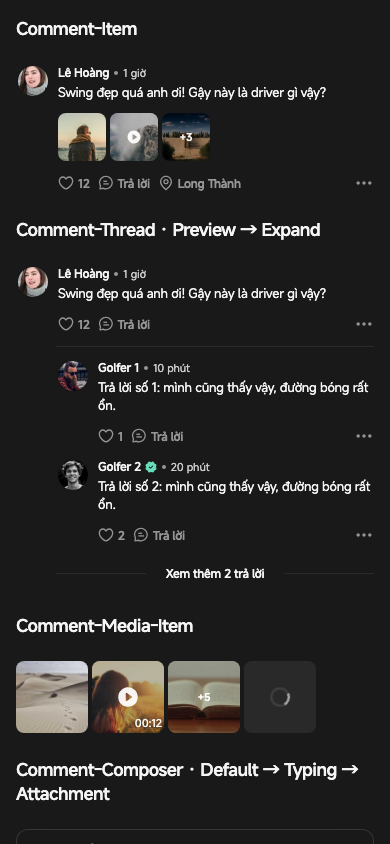 Comment-Item
Lê Hoàng • 1 giờ
Swing đẹp quá anh ơi! Gậy này là driver gì vậy?
+3
12 Trả lời Long Thành
Comment-Thread · Preview → Expand
Lê Hoàng • 1 giờ
Swing đẹp quá anh ơi! Gậy này là driver gì vậy?
12 Trả lời
Golfer 1 • 10 phút
Trả lời số 1: mình cũng thấy vậy, đường bóng rất
ổn.
1 Trả lời
Golfer 2 • 20 phút
Trả lời số 2: mình cũng thấy vậy, đường bóng rất
ổn.
2 Trả lời
Xem thêm 2 trả lời
Comment-Media-Item
00:12
+5
Comment-Composer · Default → Typing →
Attachment